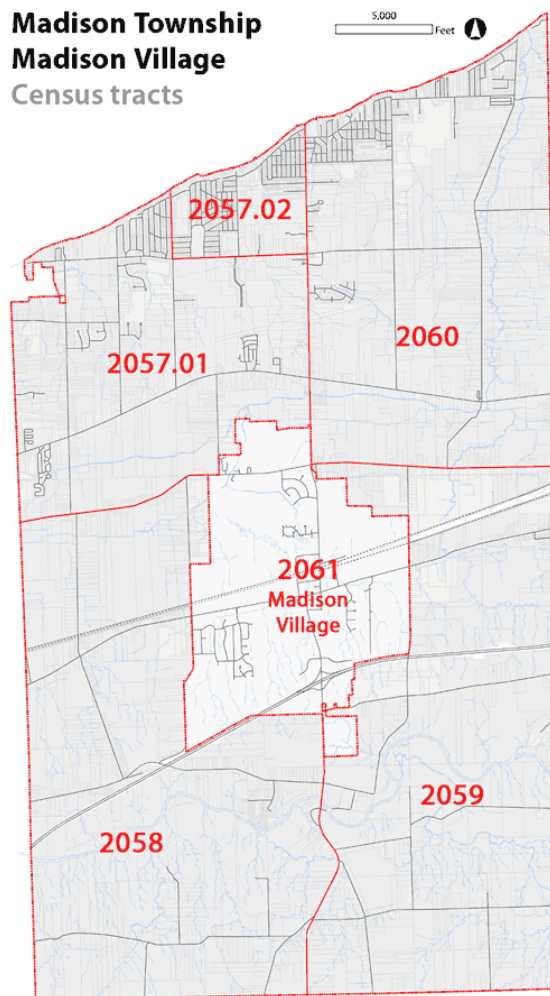 Madison Township
Madison Village
Census tracts
5,000
Feet
2057.02
2060
2057.01
2061
Madison
Village
2059
2058